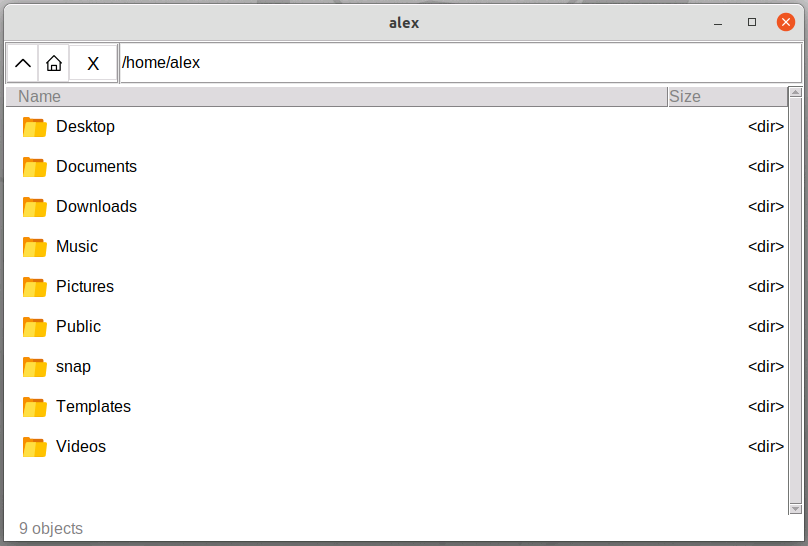 alex
X /home/alex
Name Size
Desktop <dir>
Documents <dir>
Downloads <dir>
Music <dir>
Pictures <dir>
Public <dir>
snap <dir>
Templates <dir>
Videos <dir>
9 objects